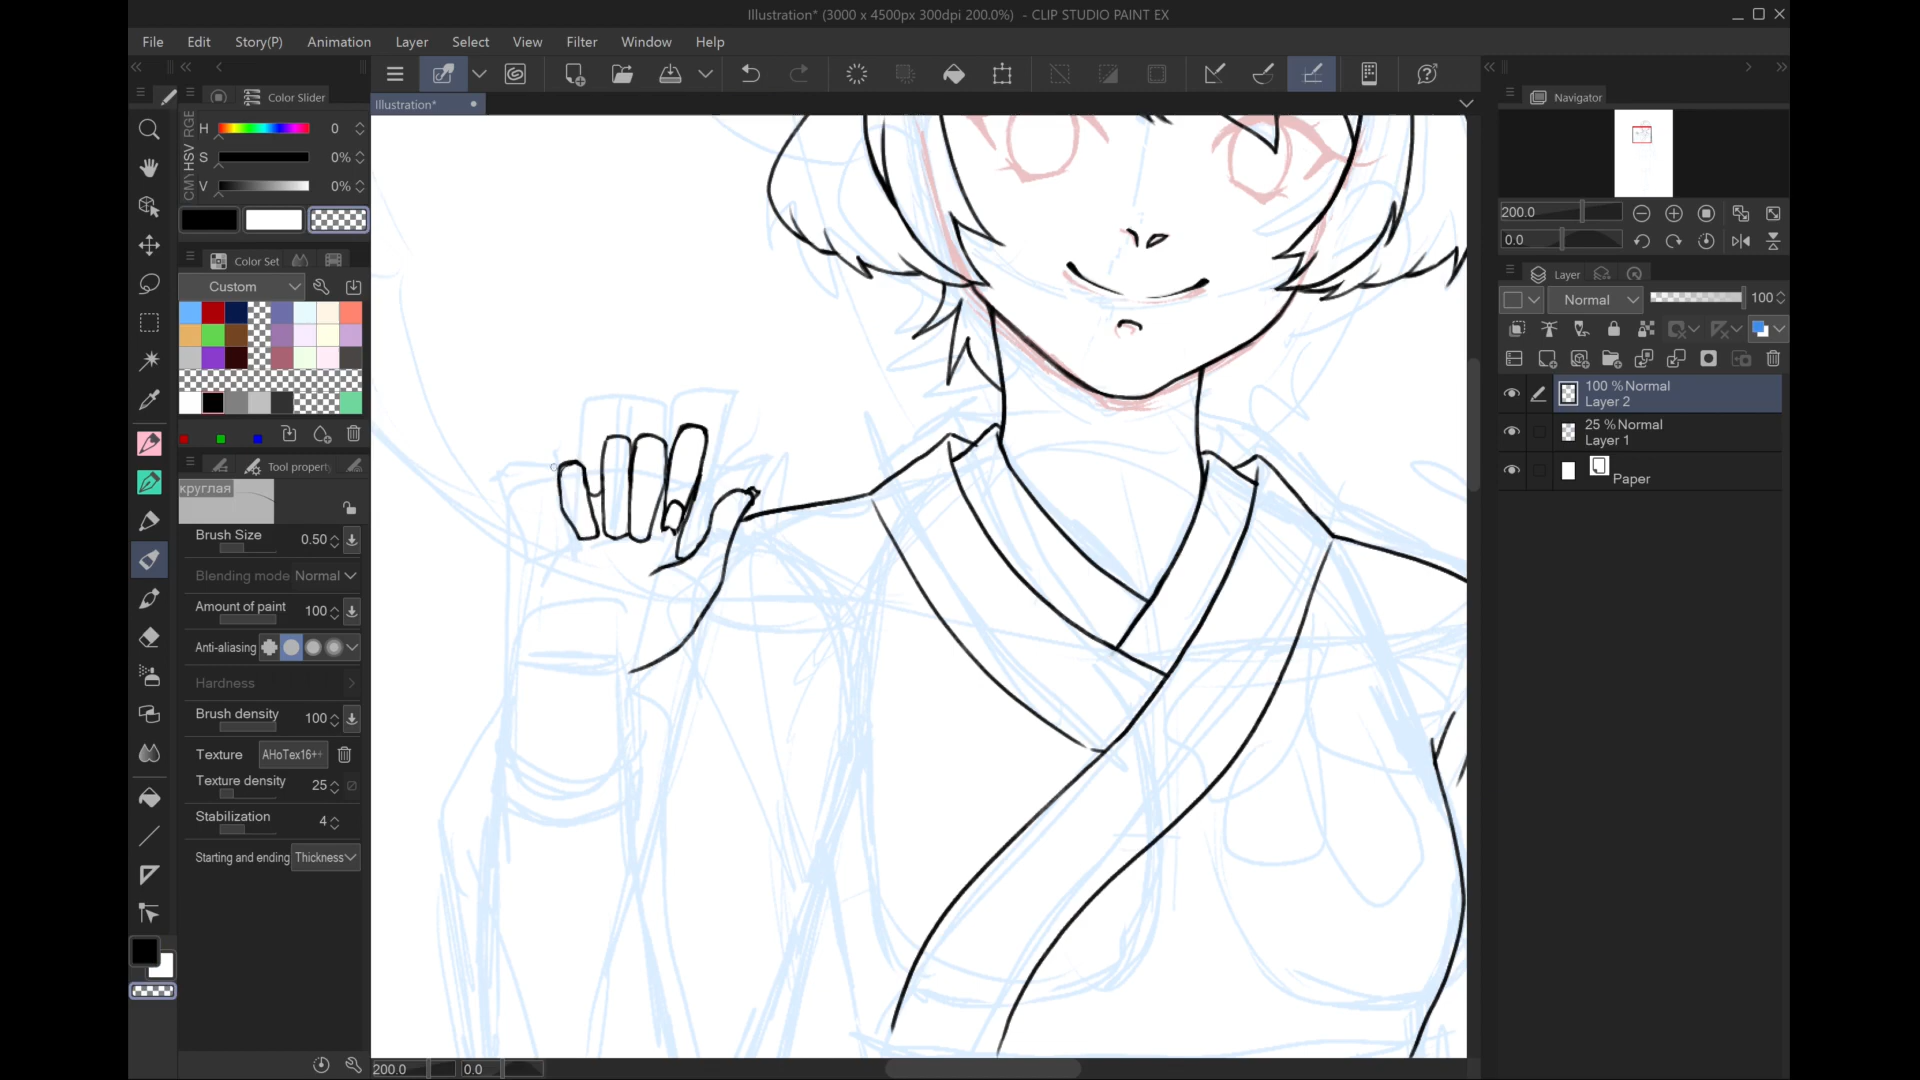 Illustration* (3000 x 4500px 300dpi 200.0%) - CLIP STUDIO PAINT EX
File Edit Story(P) Animation Layer Select View Filter Window Help
Color Slider
Illustration*
H 0
S 0%
V 0%
HSV
CMY
Color Set
Custom
Tool property
круглая
Brush Size 0.50
Blending mode Normal
Amount of paint 100
Anti-aliasing
Hardness
Brush density 100
Texture AHoTex16++
Texture density 25
Stabilization 4
Starting and ending Thickness
200.0 0.0
Navigator
200.0
0.0
Layer
Normal 100
100 % Normal
Layer 2
25 % Normal
Layer 1
Paper